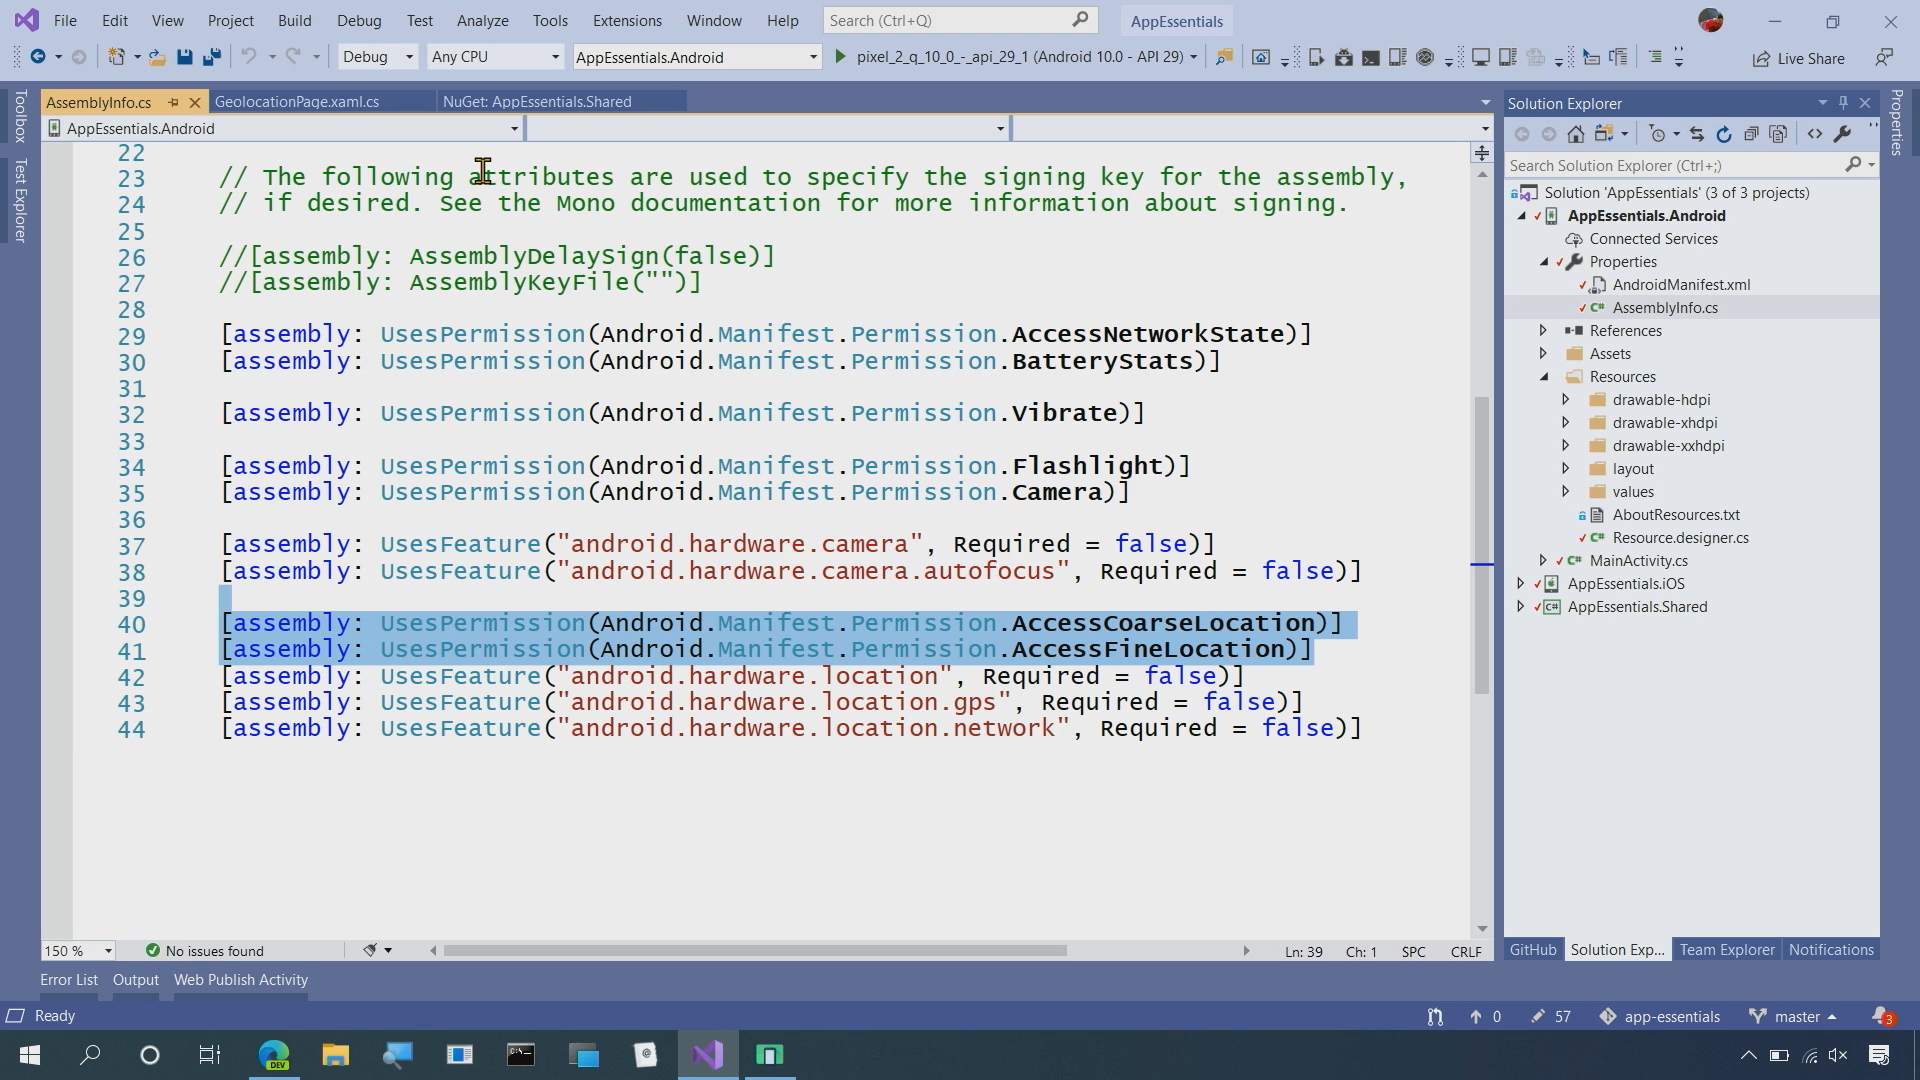 File Edit View Project Build Debug Test Analyze Tools Extensions Window Help Search (Ctrl+Q) AppEssentials
Debug Any CPU AppEssentials.Android pixel_2_q_10_0_-_api_29_1 (Android 10.0 - API 29) Live Share
Toolbox
Test Explorer
AssemblyInfo.cs GeolocationPage.xaml.cs NuGet: AppEssentials.Shared
AppEssentials.Android
22
23 // The following attributes are used to specify the signing key for the assembly,
24 // if desired. See the Mono documentation for more information about signing.
25
26 //[assembly: AssemblyDelaySign(false)]
27 //[assembly: AssemblyKeyFile("")]
28
29 [assembly: UsesPermission(Android.Manifest.Permission.AccessNetworkState)]
30 [assembly: UsesPermission(Android.Manifest.Permission.BatteryStats)]
31
32 [assembly: UsesPermission(Android.Manifest.Permission.Vibrate)]
33
34 [assembly: UsesPermission(Android.Manifest.Permission.Flashlight)]
35 [assembly: UsesPermission(Android.Manifest.Permission.Camera)]
36
37 [assembly: UsesFeature("android.hardware.camera", Required = false)]
38 [assembly: UsesFeature("android.hardware.camera.autofocus", Required = false)]
39
40 [assembly: UsesPermission(Android.Manifest.Permission.AccessCoarseLocation)]
41 [assembly: UsesPermission(Android.Manifest.Permission.AccessFineLocation)]
42 [assembly: UsesFeature("android.hardware.location", Required = false)]
43 [assembly: UsesFeature("android.hardware.location.gps", Required = false)]
44 [assembly: UsesFeature("android.hardware.location.network", Required = false)]
150 % No issues found Ln: 39 Ch: 1 SPC CRLF
Error List Output Web Publish Activity
Solution Explorer
Search Solution Explorer (Ctrl+;)
Solution 'AppEssentials' (3 of 3 projects)
AppEssentials.Android
Connected Services
Properties
AndroidManifest.xml
C# AssemblyInfo.cs
References
Assets
Resources
drawable-hdpi
drawable-xhdpi
drawable-xxhdpi
layout
values
AboutResources.txt
C# Resource.designer.cs
C# MainActivity.cs
AppEssentials.iOS
C# AppEssentials.Shared
GitHub Solution Exp... Team Explorer Notifications
Properties
Ready 0 57 app-essentials master 3
DEV